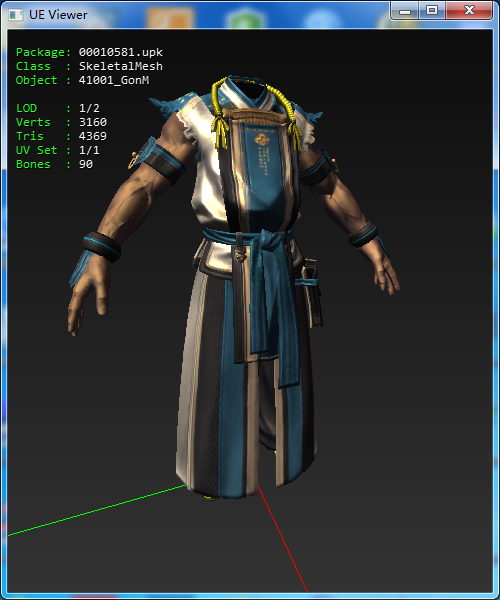 UE Viewer
Package: 00010581.upk
Class : SkeletalMesh
Object : 41001_GonM
LOD : 1/2
Verts : 3160
Tris : 4369
UV Set : 1/1
Bones : 90